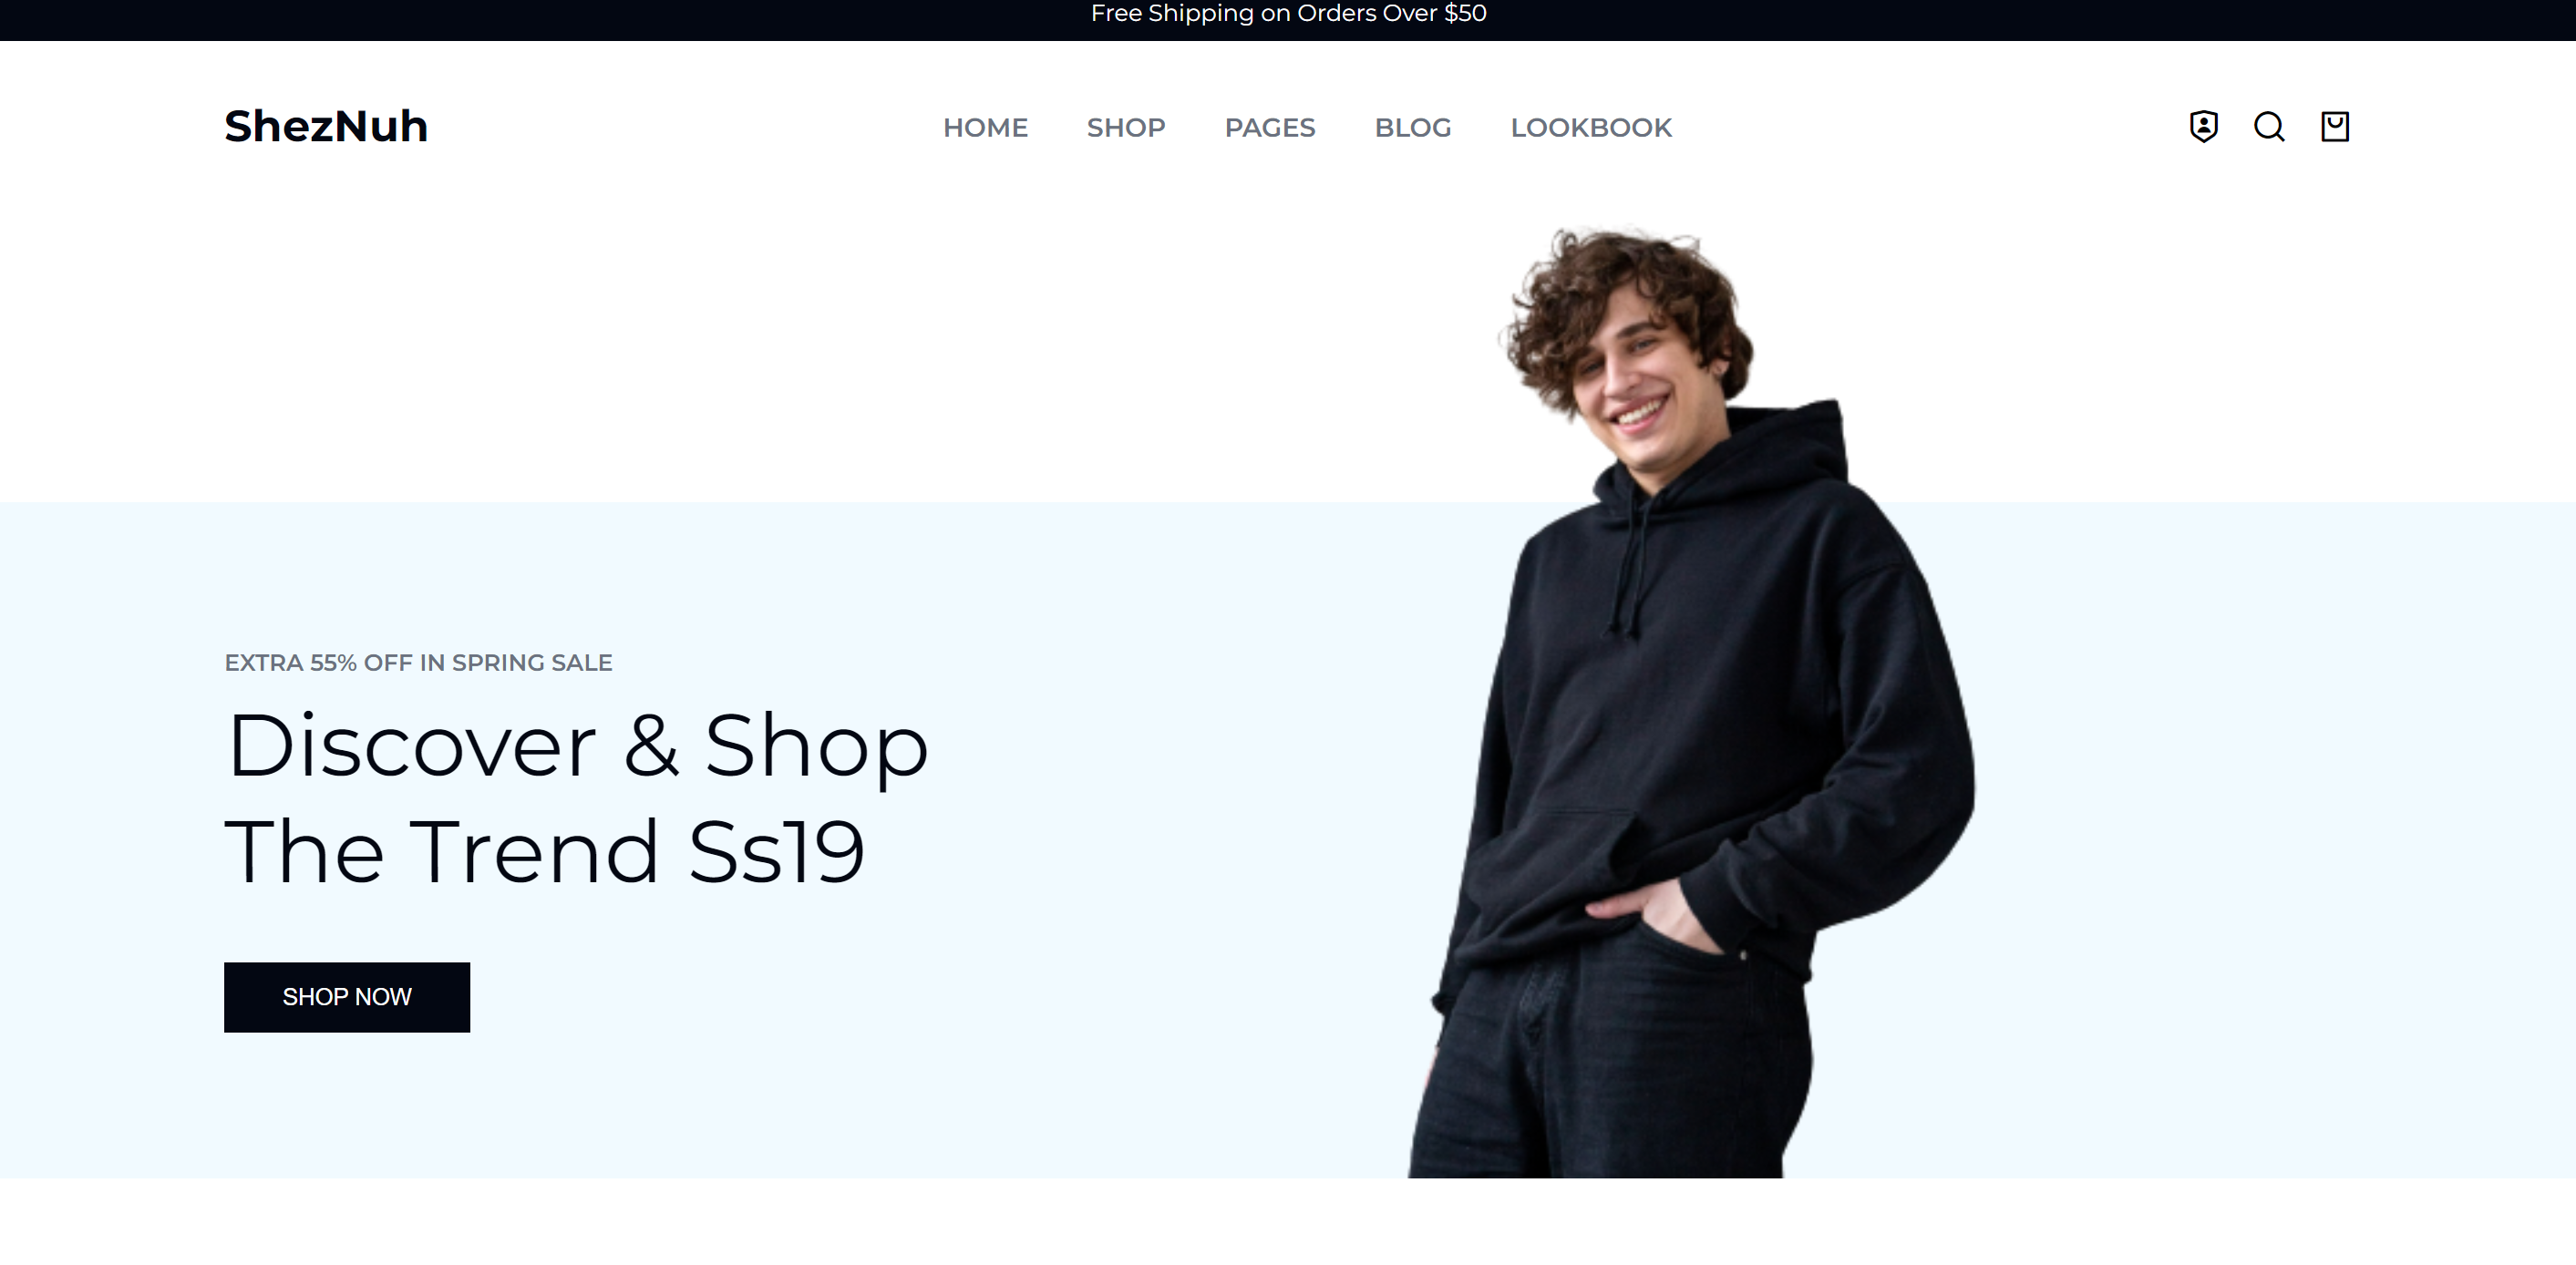 Free Shipping on Orders Over $50
ShezNuh
HOME SHOP PAGES BLOG LOOKBOOK
EXTRA 55% OFF IN SPRING SALE
Discover & Shop
The Trend Ss19
SHOP NOW